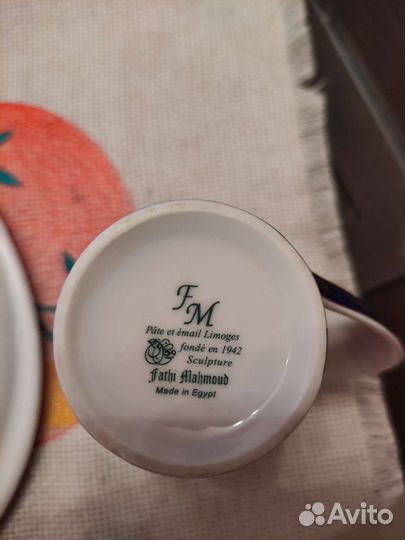 FM
Pâte et émail Limoges
fondé en 1942
Sculpture
Fathi Mahmoud
Made in Egypt
Avito